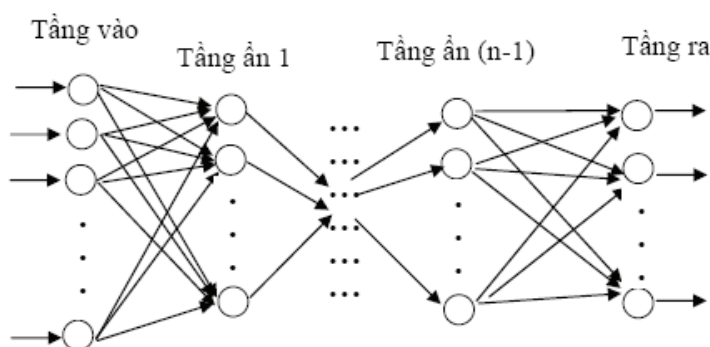 Tầng vào
Tầng ẩn 1
Tầng ẩn (n-1)
Tầng ra